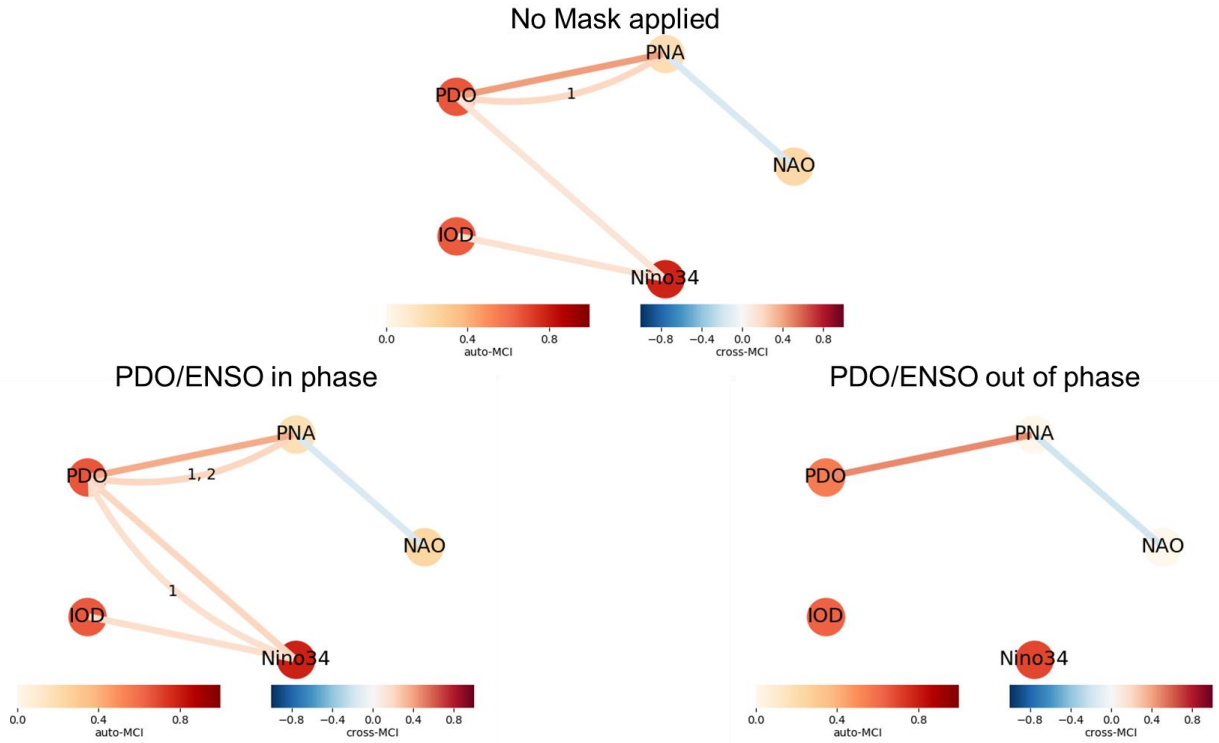 No Mask applied
PNA
PDO
1
NAO
IOD
Nino34
0.0 0.4 0.8
auto-MCI
−0.8 −0.4 0.0 0.4 0.8
cross-MCI
PDO/ENSO in phase
PNA
PDO
1, 2
NAO
1
IOD
Nino34
0.0 0.4 0.8
auto-MCI
−0.8 −0.4 0.0 0.4 0.8
cross-MCI
PDO/ENSO out of phase
PNA
PDO
NAO
IOD
Nino34
0.0 0.4 0.8
auto-MCI
−0.8 −0.4 0.0 0.4 0.8
cross-MCI